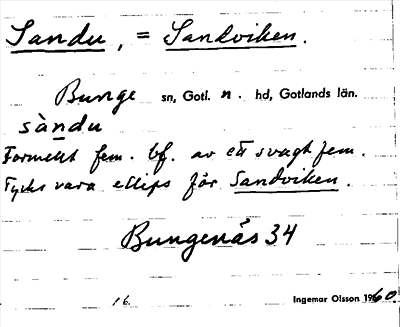 Sandu, = Sandviken.
Bunge sn, Gotl. n. hd, Gotlands län.
sàndu
Formellt fem. bf. av ett svagt fem.
Tycks vara ellips för Sandviken.
Bungenäs 34
16. Ingemar Olsson 1960.